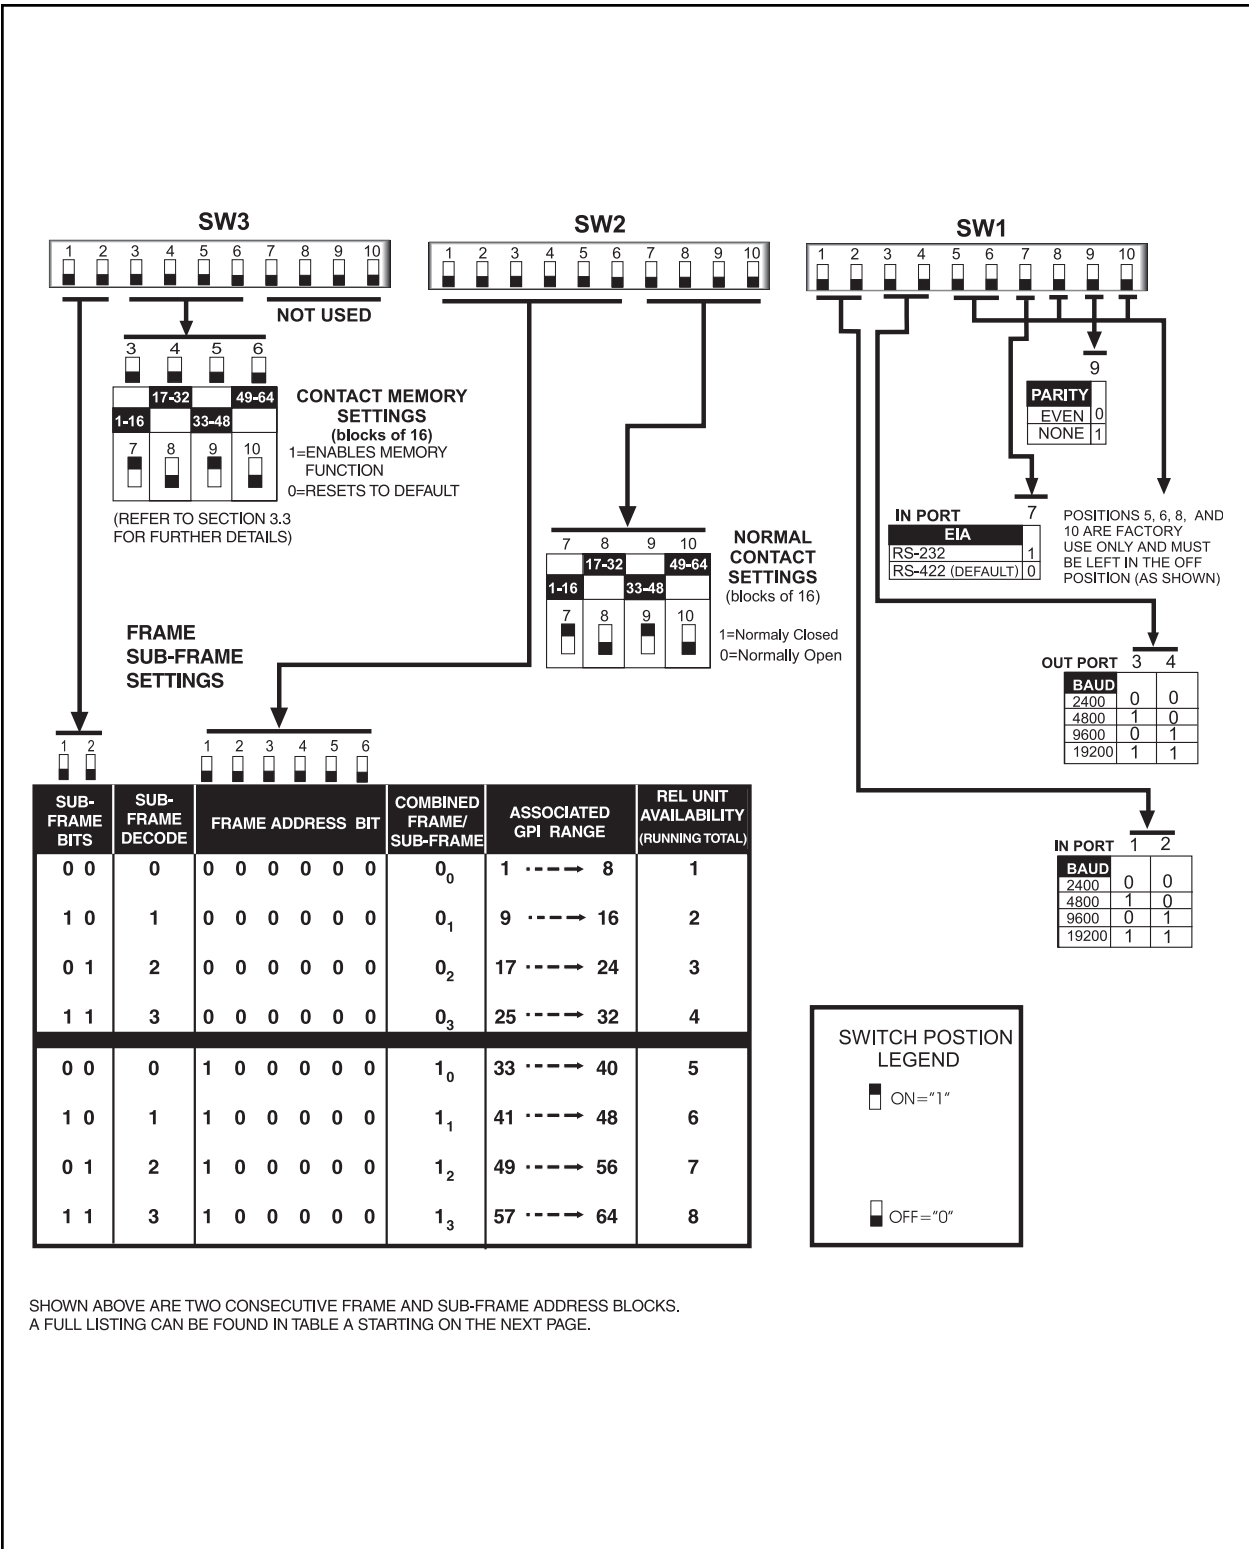 SW3
1 2 3 4 5 6 7 8 9 10
NOT USED
3 4 5 6
17-32 49-64
1-16 33-48
7 8 9 10
CONTACT MEMORY
SETTINGS
(blocks of 16)
1=ENABLES MEMORY
FUNCTION
0=RESETS TO DEFAULT
(REFER TO SECTION 3.3
FOR FURTHER DETAILS)
SW2
1 2 3 4 5 6 7 8 9 10
7 8 9 10
17-32 49-64
1-16 33-48
7 8 9 10
NORMAL
CONTACT
SETTINGS
(blocks of 16)
1=Normaly Closed
0=Normally Open
SW1
1 2 3 4 5 6 7 8 9 10
9
PARITY
EVEN 0
NONE 1
7
IN PORT
EIA
RS-232 1
RS-422 (DEFAULT) 0
POSITIONS 5, 6, 8, AND
10 ARE FACTORY
USE ONLY AND MUST
BE LEFT IN THE OFF
POSITION (AS SHOWN)
OUT PORT 3 4
BAUD
2400 0 0
4800 1 0
9600 0 1
19200 1 1
IN PORT 1 2
BAUD
2400 0 0
4800 1 0
9600 0 1
19200 1 1
FRAME
SUB-FRAME
SETTINGS
1 2
1 2 3 4 5 6
SUB-
FRAME
BITS
SUB-
FRAME
DECODE
FRAME ADDRESS BIT
COMBINED
FRAME/
SUB-FRAME
ASSOCIATED
GPI RANGE
REL UNIT
AVAILABILITY
(RUNNING TOTAL)
0 0 0 0 0 0 0 0 0 0₀ 1 8 1
1 0 1 0 0 0 0 0 0 0₁ 9 16 2
0 1 2 0 0 0 0 0 0 0₂ 17 24 3
1 1 3 0 0 0 0 0 0 0₃ 25 32 4
0 0 0 1 0 0 0 0 0 1₀ 33 40 5
1 0 1 1 0 0 0 0 0 1₁ 41 48 6
0 1 2 1 0 0 0 0 0 1₂ 49 56 7
1 1 3 1 0 0 0 0 0 1₃ 57 64 8
SWITCH POSTION
LEGEND
ON="1"
OFF="0"
SHOWN ABOVE ARE TWO CONSECUTIVE FRAME AND SUB-FRAME ADDRESS BLOCKS.
A FULL LISTING CAN BE FOUND IN TABLE A STARTING ON THE NEXT PAGE.